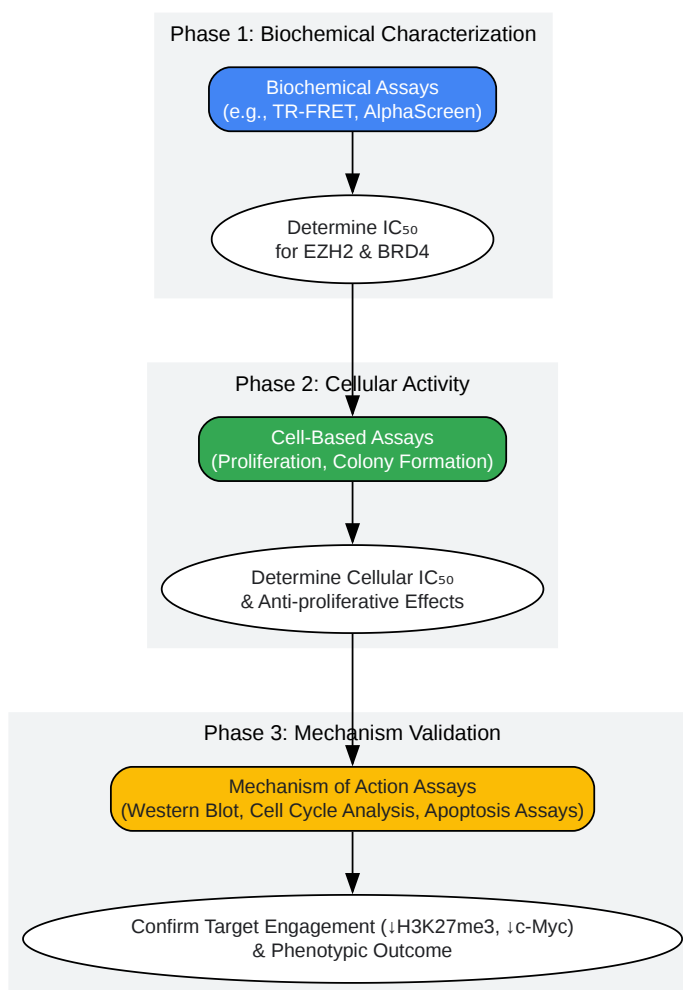 Phase 1: Biochemical Characterization
Biochemical Assays
(e.g., TR-FRET, AlphaScreen)
Determine IC₅₀
for EZH2 & BRD4
Phase 2: Cellular Activity
Cell-Based Assays
(Proliferation, Colony Formation)
Determine Cellular IC₅₀
& Anti-proliferative Effects
Phase 3: Mechanism Validation
Mechanism of Action Assays
(Western Blot, Cell Cycle Analysis, Apoptosis Assays)
Confirm Target Engagement (↓H3K27me3, ↓c-Myc)
& Phenotypic Outcome